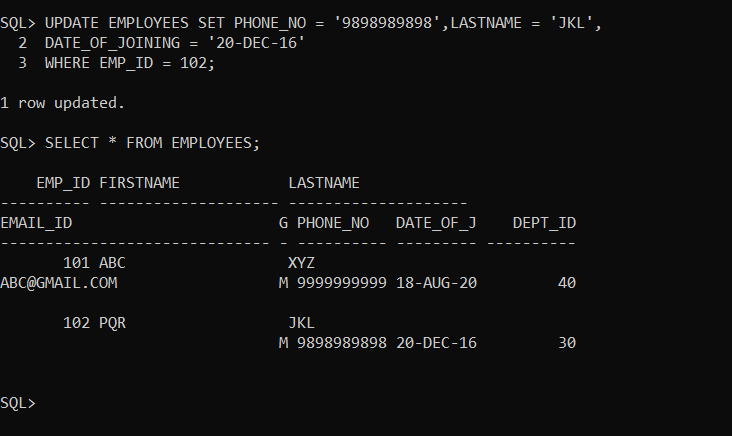 SQL> UPDATE EMPLOYEES SET PHONE_NO = '9898989898',LASTNAME = 'JKL',
  2  DATE_OF_JOINING = '20-DEC-16'
  3  WHERE EMP_ID = 102;
1 row updated.
SQL> SELECT * FROM EMPLOYEES;
    EMP_ID FIRSTNAME            LASTNAME
---------- -------------------- --------------------
EMAIL_ID                       G PHONE_NO   DATE_OF_J    DEPT_ID
------------------------------ - ---------- --------- ----------
       101 ABC                  XYZ
ABC@GMAIL.COM                  M 9999999999 18-AUG-20         40
       102 PQR                  JKL
                               M 9898989898 20-DEC-16         30
SQL>